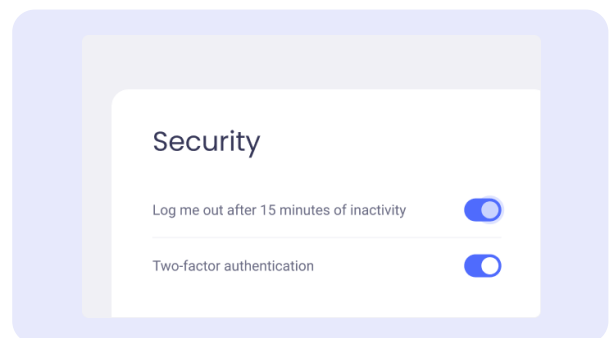 Security
Log me out after 15 minutes of inactivity
Two-factor authentication